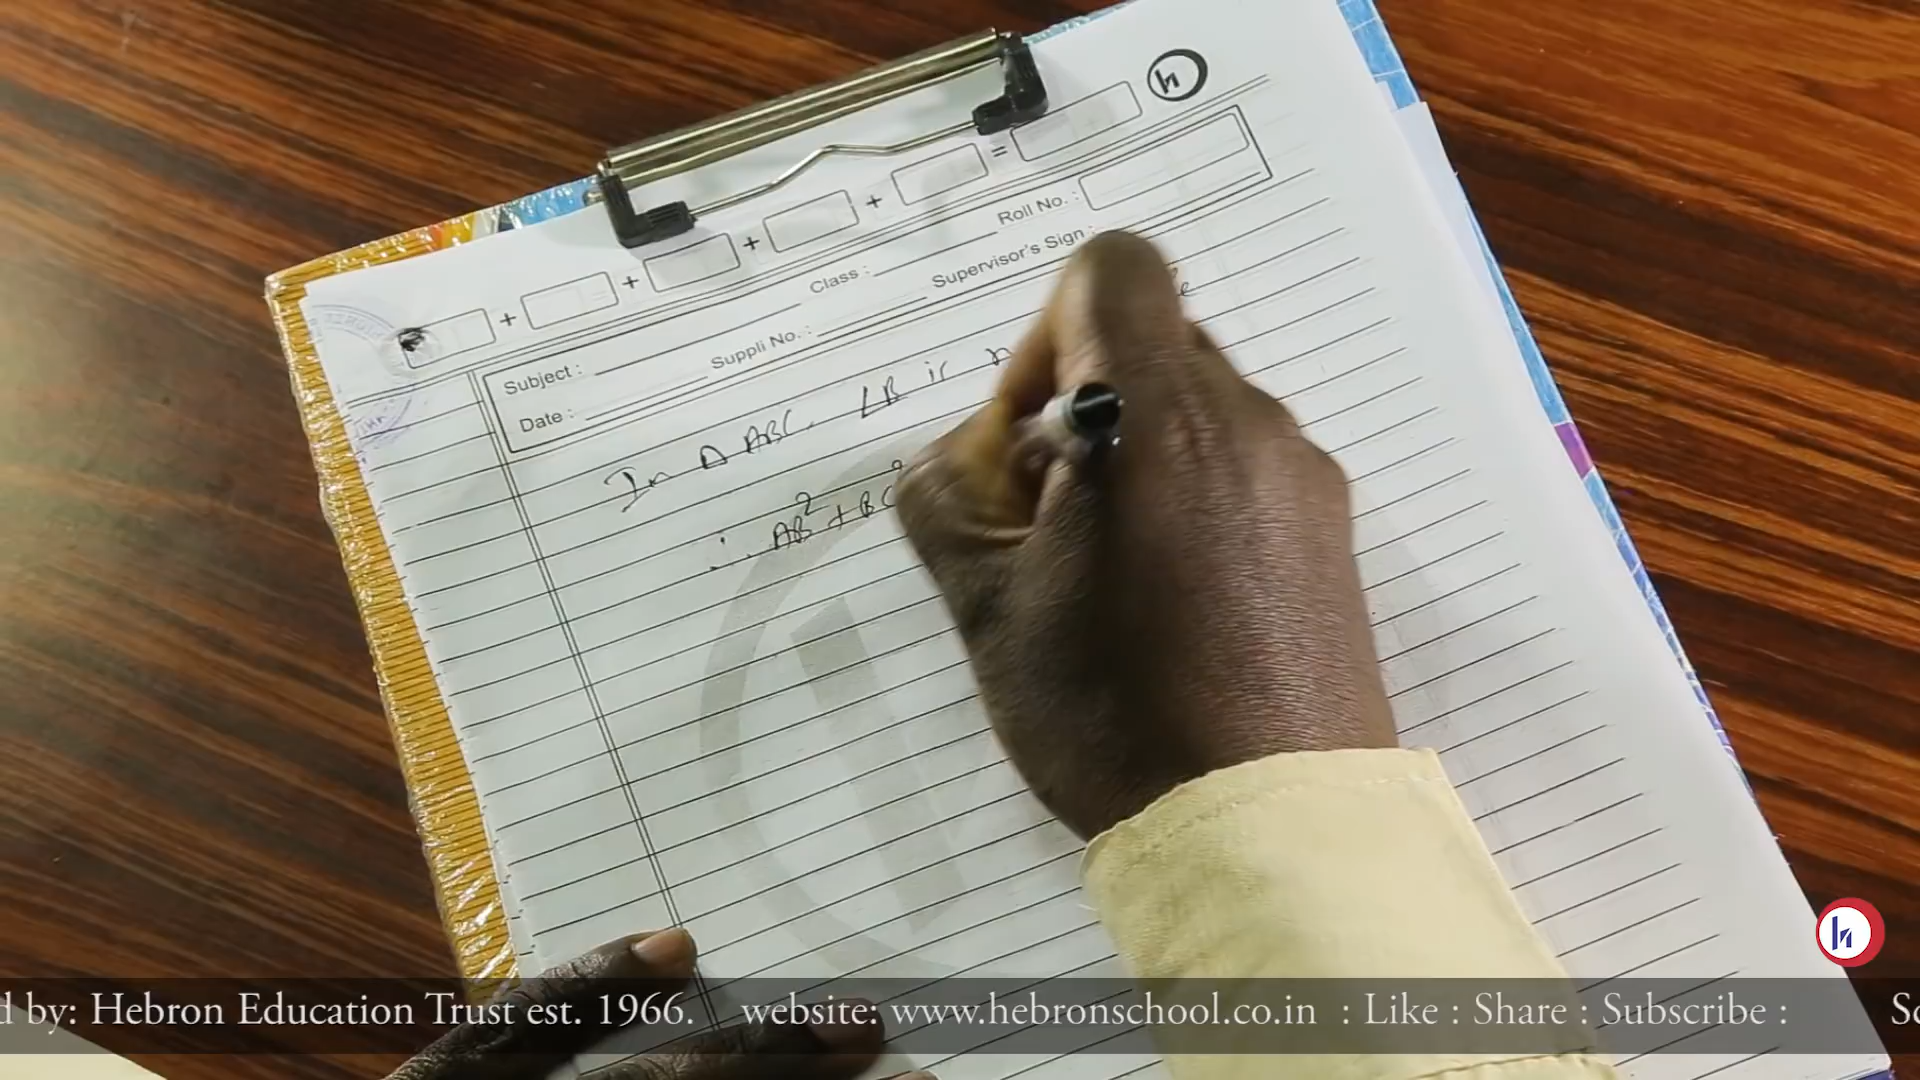 + + + + =
Roll No. :
Class :
Supervisor's Sign :
Subject :
Suppli No. :
Date :
In Δ ABC. ∠B is
∴ AB² + BC²
d by: Hebron Education Trust est. 1966. website: www.hebronschool.co.in : Like : Share : Subscribe :